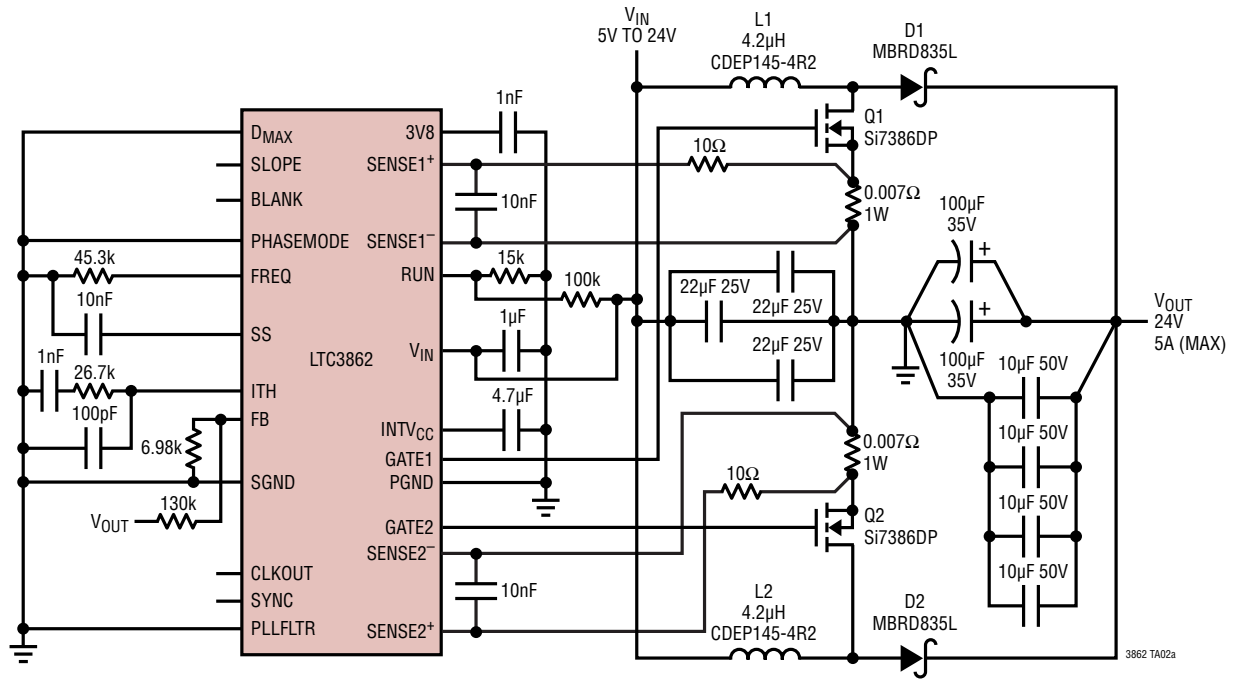 VIN
5V TO 24V
L1
4.2µH
CDEP145-4R2
D1
MBRD835L
1nF
DMAX
3V8
Q1
Si7386DP
SLOPE
SENSE1+
10Ω
BLANK
10nF
0.007Ω
1W
100µF
35V
PHASEMODE
SENSE1–
45.3k
FREQ
RUN
15k
100k
10nF
22µF 25V
22µF 25V
+
SS
1µF
VIN
LTC3862
22µF 25V
+
100µF
35V
VOUT
24V
5A (MAX)
1nF
26.7k
ITH
100pF
4.7µF
10µF 50V
FB
INTVCC
6.98k
GATE1
0.007Ω
1W
10µF 50V
SGND
PGND
10Ω
130k
VOUT
10µF 50V
GATE2
Q2
Si7386DP
SENSE2–
CLKOUT
10nF
10µF 50V
SYNC
L2
4.2µH
CDEP145-4R2
D2
MBRD835L
PLLFLTR
SENSE2+
3862 TA02a